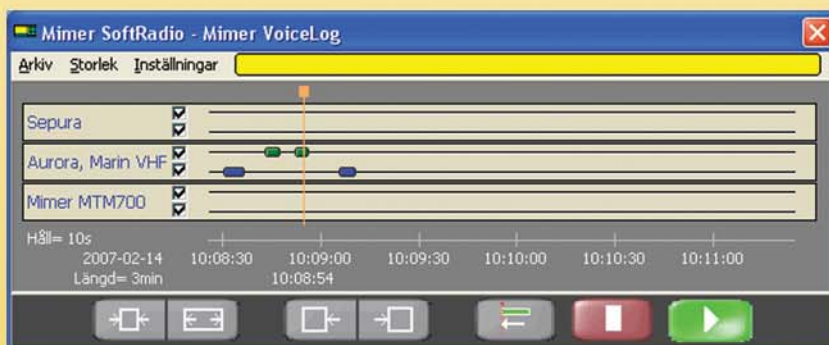 Mimer SoftRadio - Mimer VoiceLog
Arkiv Storlek Inställningar
Sepura
Aurora, Marin VHF
Mimer MTM700
Håll= 10s
2007-02-14 10:08:30 10:09:00 10:09:30 10:10:00 10:10:30 10:11:00
Längd= 3min 10:08:54